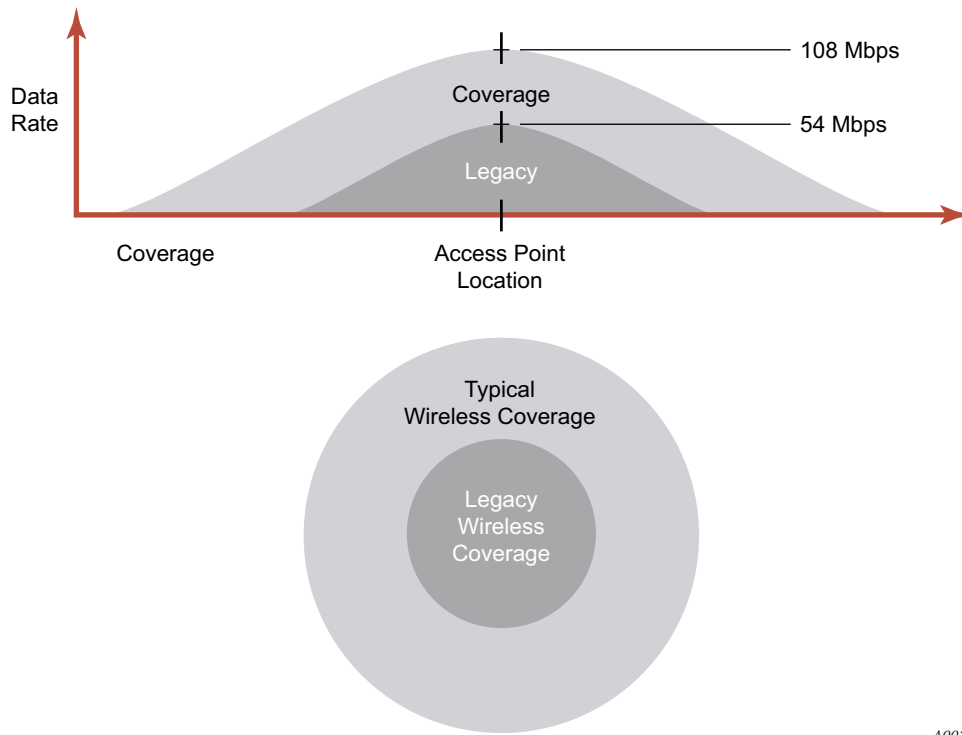 108 Mbps
Data
Rate
Coverage
54 Mbps
Legacy
Coverage
Access Point
Location
Typical
Wireless Coverage
Legacy
Wireless
Coverage